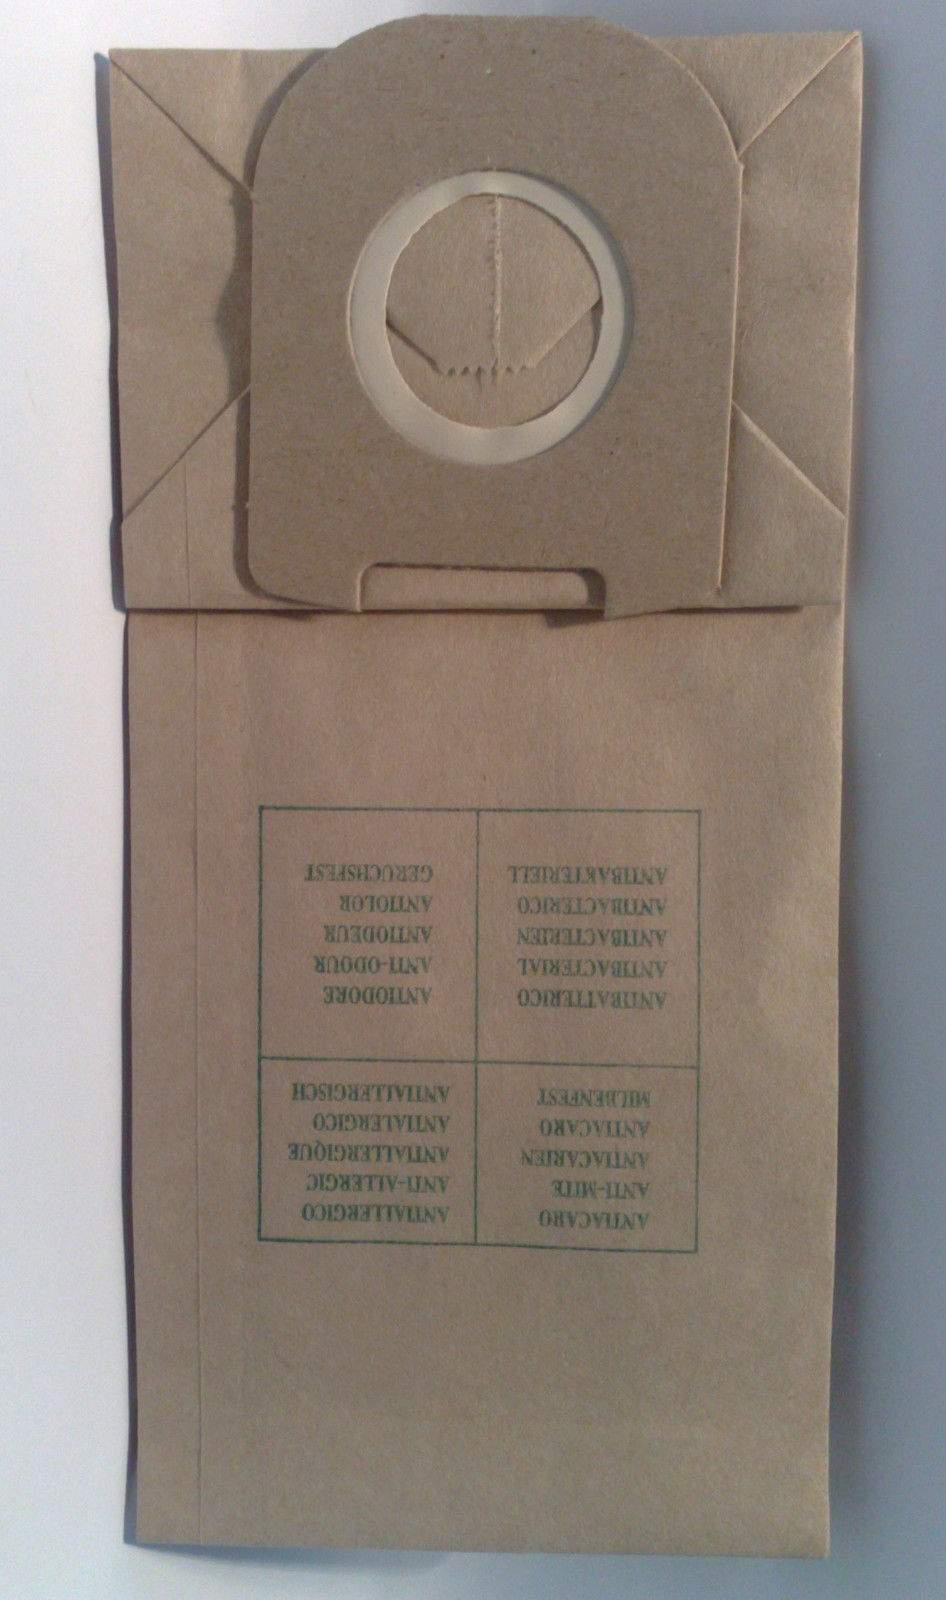 ANTIACARO
ANTI-MITE
ANTIACARIEN
ANTIACARO
MILBENFEST
ANTIALLERGICO
ANTI-ALLERGIC
ANTIALLERGIQUE
ANTIALERGICO
ANTIALLERGISCH
ANTIBATTERICO
ANTIBACTERIAL
ANTIBACTERIEN
ANTIBACTERICO
ANTIBAKTERIELL
ANTIODORE
ANTI-ODOUR
ANTIODEUR
ANTIOLOR
GERUCHSFEST